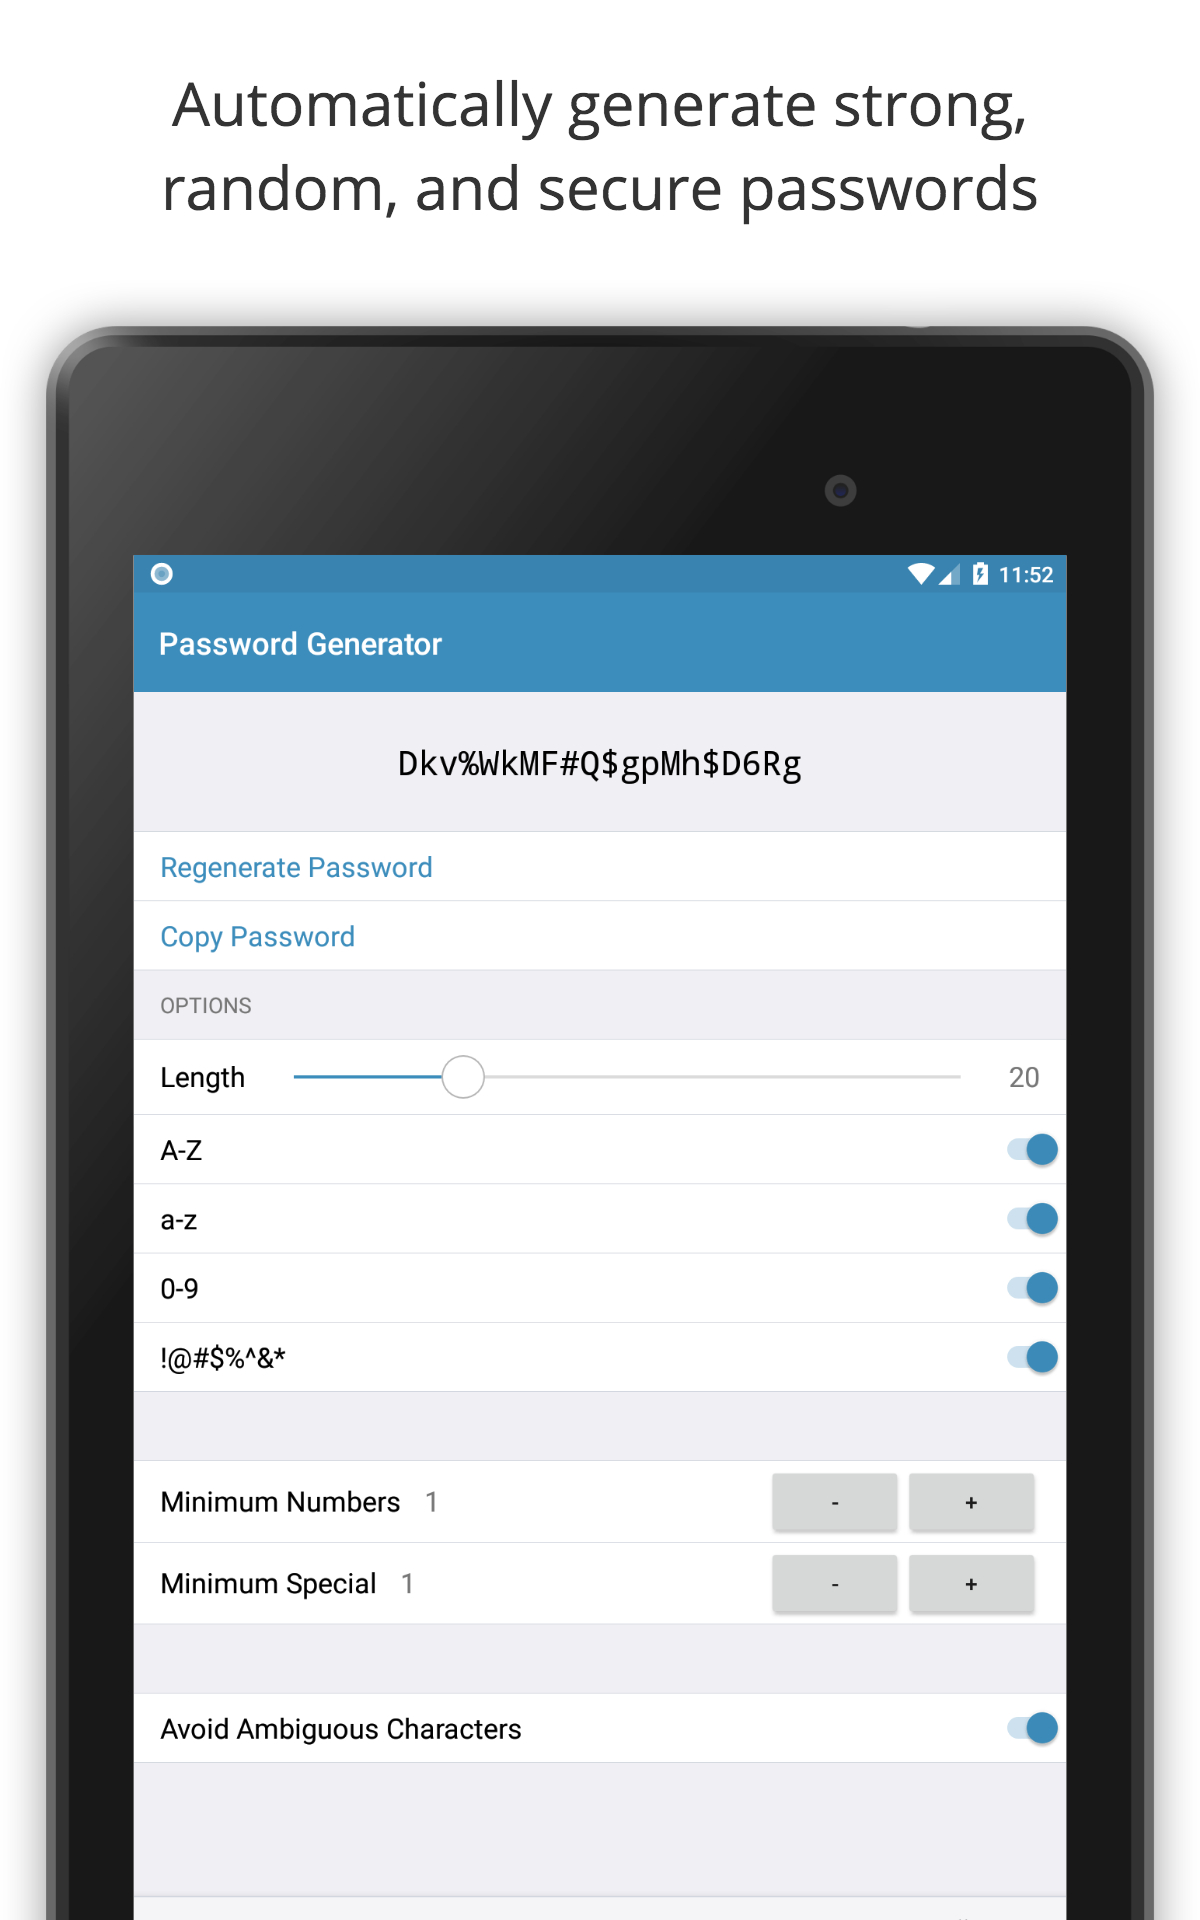 Automatically generate strong,
random, and secure passwords
11:52
Password Generator
Dkv%WkMF#Q$gpMh$D6Rg
Regenerate Password
Copy Password
OPTIONS
Length 20
A-Z
a-z
0-9
!@#$%^&*
Minimum Numbers 1 - +
Minimum Special 1 - +
Avoid Ambiguous Characters